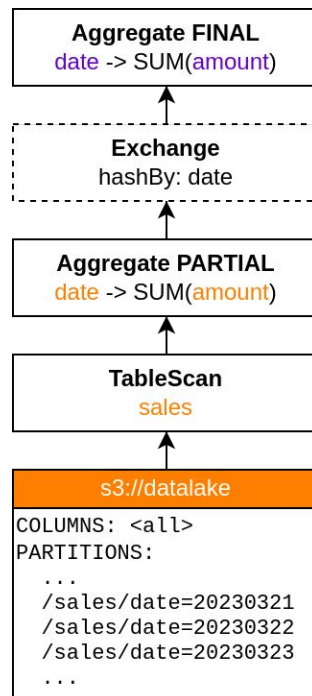 Aggregate FINAL
date -> SUM(amount)
Exchange
hashBy: date
Aggregate PARTIAL
date -> SUM(amount)
TableScan
sales
s3://datalake
COLUMNS: <all>
PARTITIONS:
...
/sales/date=20230321
/sales/date=20230322
/sales/date=20230323
...